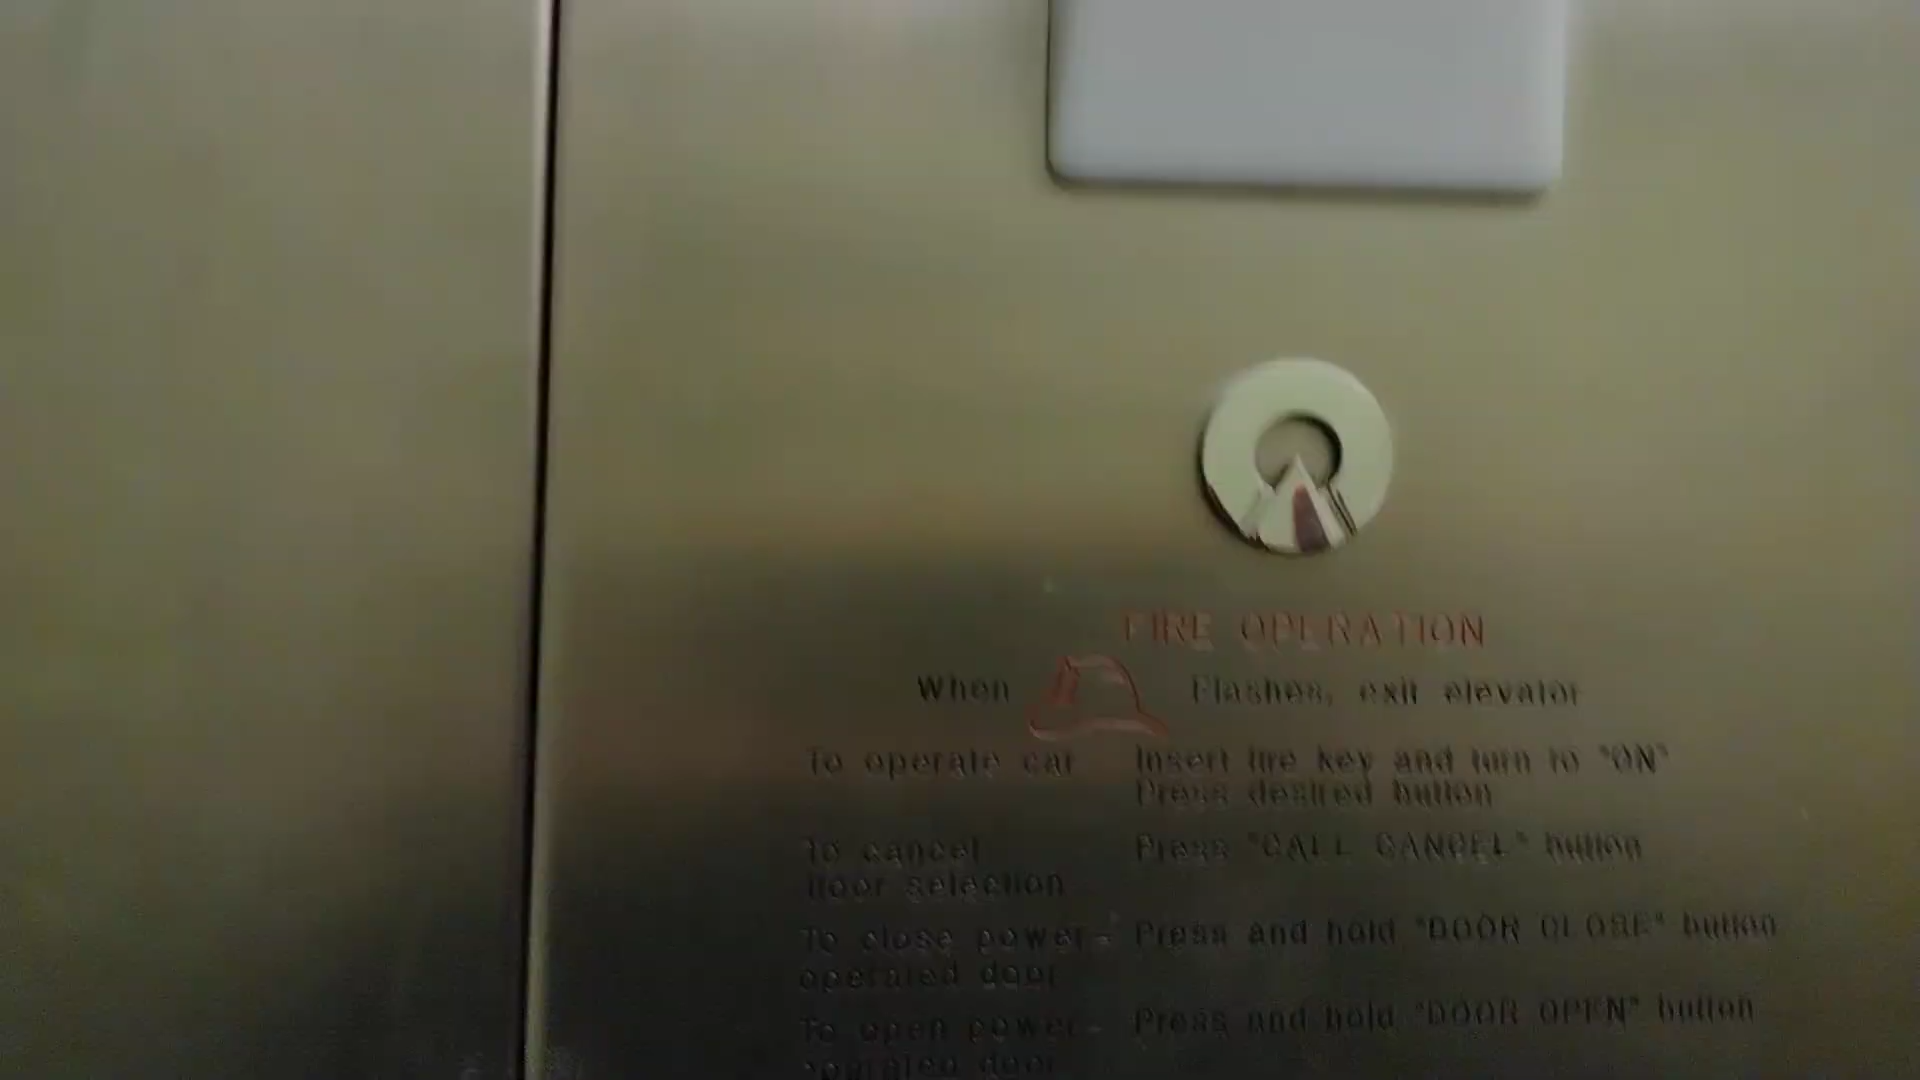 FIRE OPERATION
When Flashes, exit elevator
To operate car Insert fire key and turn to "ON"
Press desired button
To cancel Press "CALL CANCEL" button
floor selection
To close power- Press and hold "DOOR CLOSE" button
operated door
To open power- Press and hold "DOOR OPEN" button
operated door